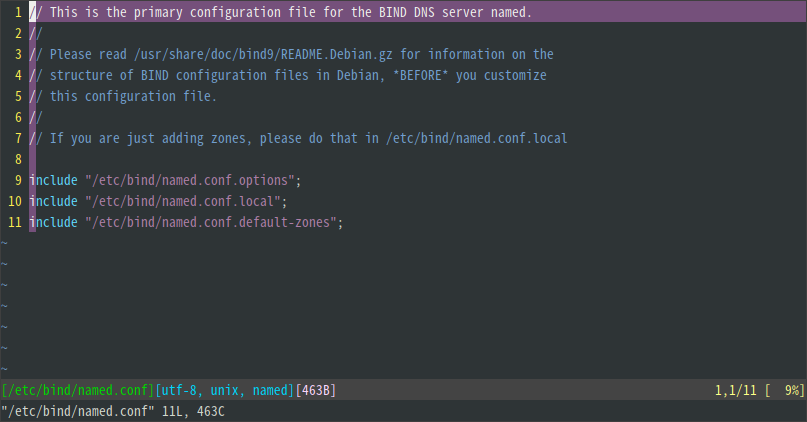 1 // This is the primary configuration file for the BIND DNS server named.
2 //
3 // Please read /usr/share/doc/bind9/README.Debian.gz for information on the
4 // structure of BIND configuration files in Debian, *BEFORE* you customize
5 // this configuration file.
6 //
7 // If you are just adding zones, please do that in /etc/bind/named.conf.local
8
9 include "/etc/bind/named.conf.options";
10 include "/etc/bind/named.conf.local";
11 include "/etc/bind/named.conf.default-zones";
~
~
~
~
~
~
~
[/etc/bind/named.conf][utf-8, unix, named][463B] 1,1/11 [ 9%]
"/etc/bind/named.conf" 11L, 463C